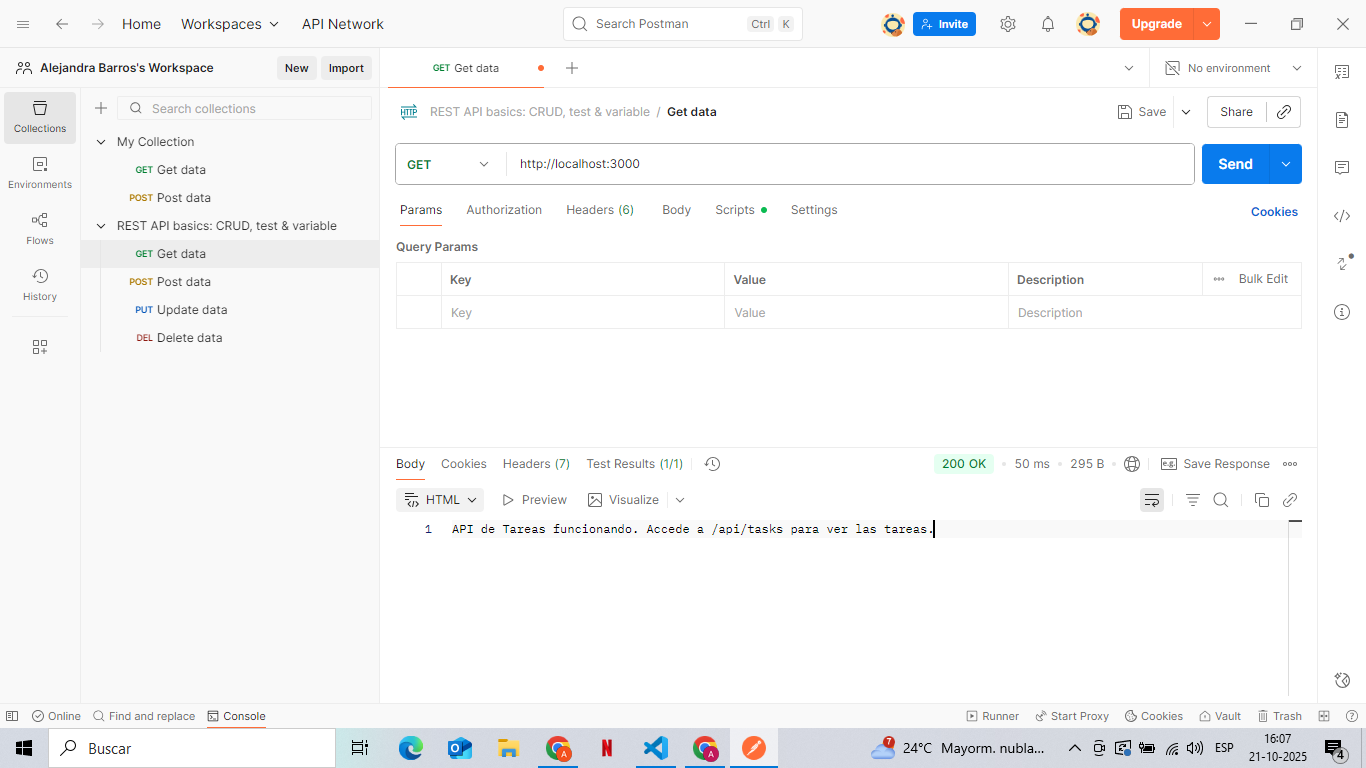 Home Workspaces API Network Search Postman Ctrl K Invite Upgrade
Alejandra Barros's Workspace New Import GET Get data No environment
Collections
Environments
Flows
History
Search collections
My Collection
GET Get data
POST Post data
REST API basics: CRUD, test & variable
GET Get data
POST Post data
PUT Update data
DEL Delete data
HTTP REST API basics: CRUD, test & variable / Get data Save Share
GET http://localhost:3000 Send
Params Authorization Headers (6) Body Scripts Settings Cookies
Query Params
Key Value Description Bulk Edit
Key Value Description
Body Cookies Headers (7) Test Results (1/1) 200 OK 50 ms 295 B e.g. Save Response
HTML Preview Visualize
1 API de Tareas funcionando. Accede a /api/tasks para ver las tareas.
Online Find and replace Console Runner Start Proxy Cookies Vault Trash
Buscar N A A 7 24°C Mayorm. nubla... ESP 16:07
21-10-2025 4